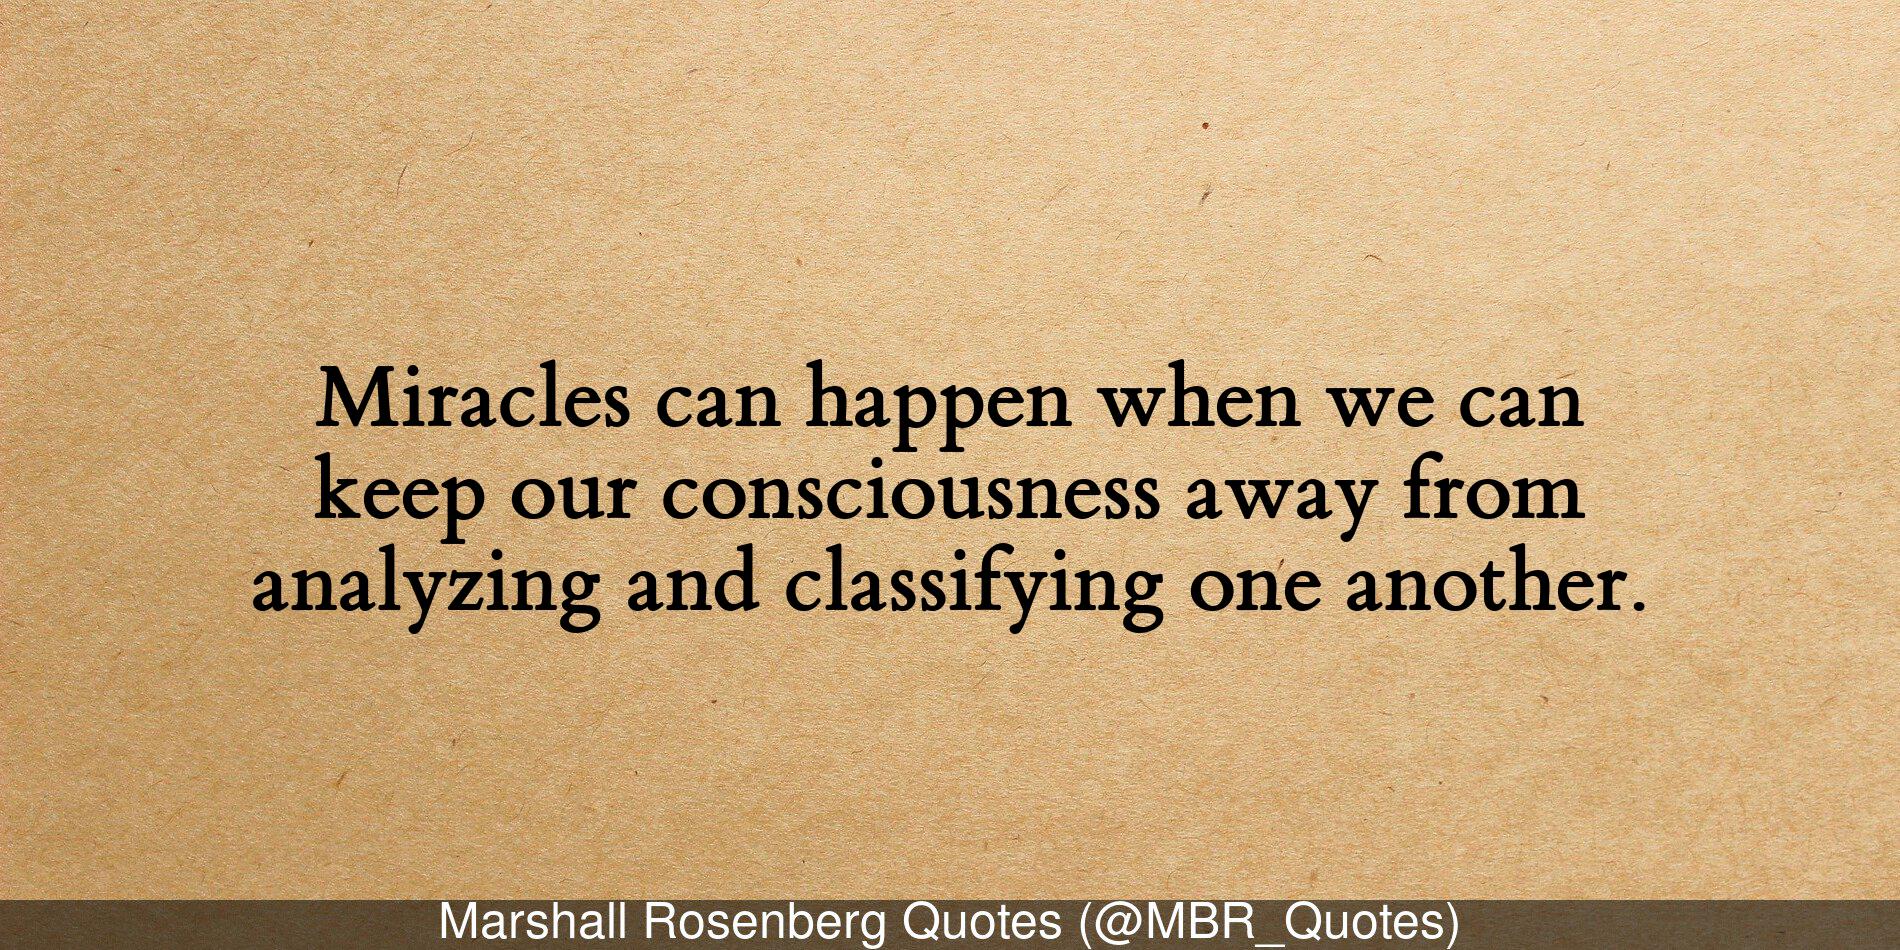 Miracles can happen when we can
keep our consciousness away from
analyzing and classifying one another.
Marshall Rosenberg Quotes (@MBR_Quotes)